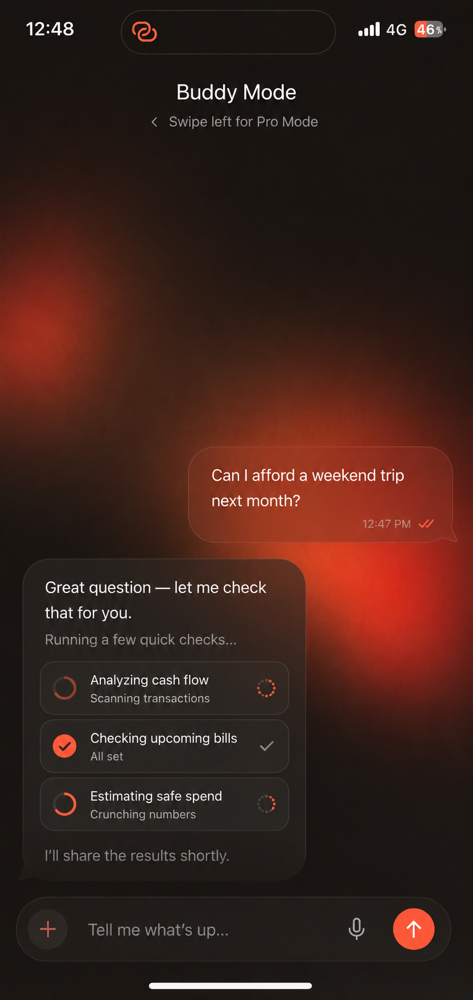 12:48
4G
46%
Buddy Mode
Swipe left for Pro Mode
Can I afford a weekend trip
next month?
12:47 PM
Great question — let me check
that for you.
Running a few quick checks...
Analyzing cash flow
Scanning transactions
Checking upcoming bills
All set
Estimating safe spend
Crunching numbers
I’ll share the results shortly.
Tell me what’s up...